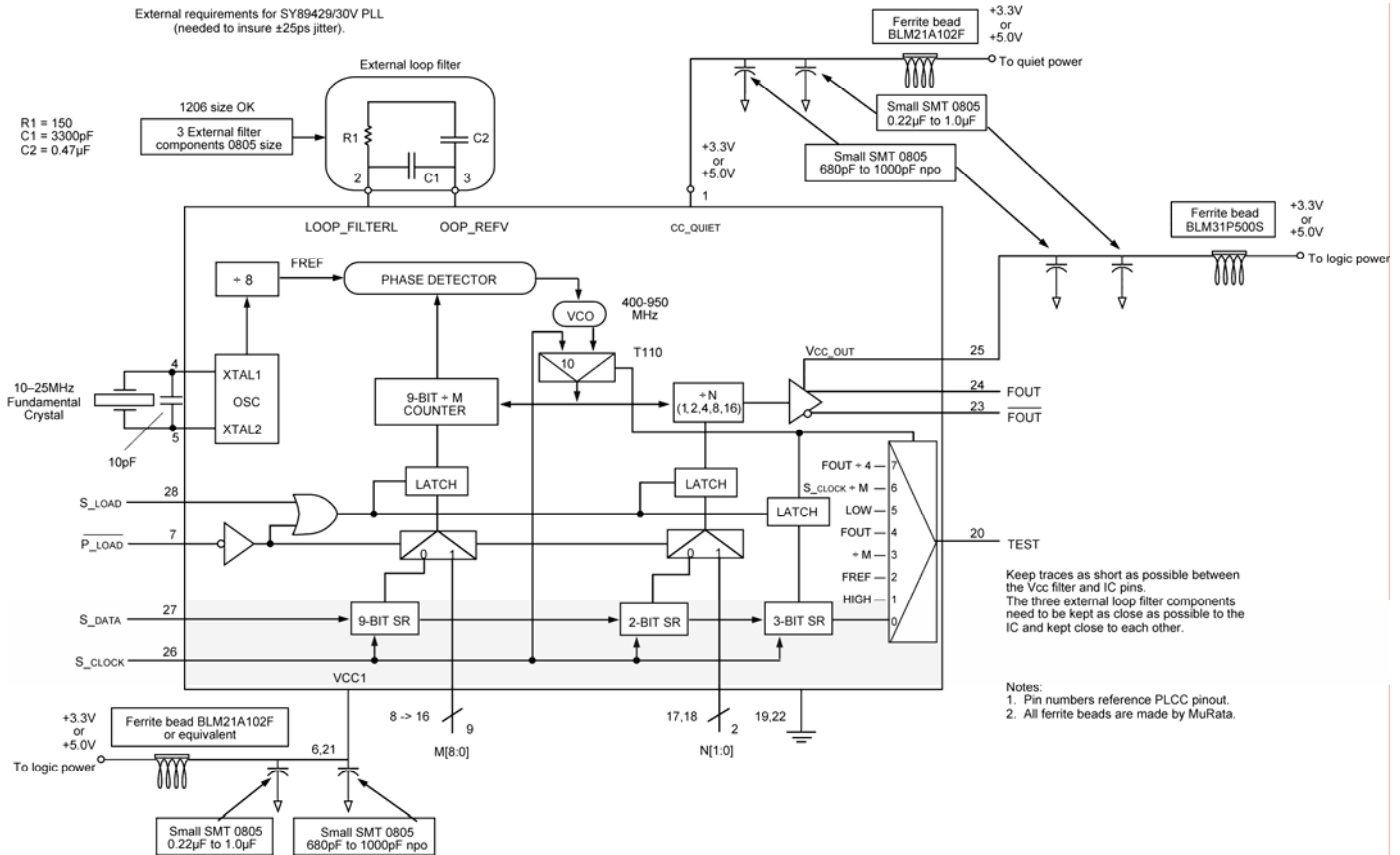 External requirements for SY89429/30V PLL
(needed to insure ±25ps jitter).
External loop filter
1206 size OK
R1 = 150
C1 = 3300pF
C2 = 0.47µF
3 External filter
components 0805 size
R1
C2
C1
2
3
Ferrite bead
BLM21A102F
+3.3V
or
+5.0V
To quiet power
Small SMT 0805
0.22µF to 1.0µF
Small SMT 0805
680pF to 1000pF npo
+3.3V
or
+5.0V
1
Ferrite bead
BLM31P500S
+3.3V
or
+5.0V
To logic power
LOOP_FILTERL
OOP_REFV
CC_QUIET
÷ 8
FREF
PHASE DETECTOR
VCO
400-950
MHz
10
T110
VCC_OUT
25
4
XTAL1
OSC
XTAL2
5
10–25MHz
Fundamental
Crystal
10pF
9-BIT ÷ M
COUNTER
÷N
(1,2,4,8,16)
24
FOUT
23
FOUT
S_LOAD
28
LATCH
LATCH
LATCH
P_LOAD
7
0
1
0
1
FOUT ÷ 4
7
S_CLOCK ÷ M
6
LOW
5
FOUT
4
÷ M
3
FREF
2
HIGH
1
0
20
TEST
Keep traces as short as possible between
the Vcc filter and IC pins.
The three external loop filter components
need to be kept as close as possible to the
IC and kept close to each other.
S_DATA
27
9-BIT SR
2-BIT SR
3-BIT SR
S_CLOCK
26
VCC1
Notes:
1. Pin numbers reference PLCC pinout.
2. All ferrite beads are made by MuRata.
+3.3V
or
+5.0V
To logic power
Ferrite bead BLM21A102F
or equivalent
6,21
8 -> 16
9
M[8:0]
17,18
2
N[1:0]
19,22
Small SMT 0805
0.22µF to 1.0µF
Small SMT 0805
680pF to 1000pF npo